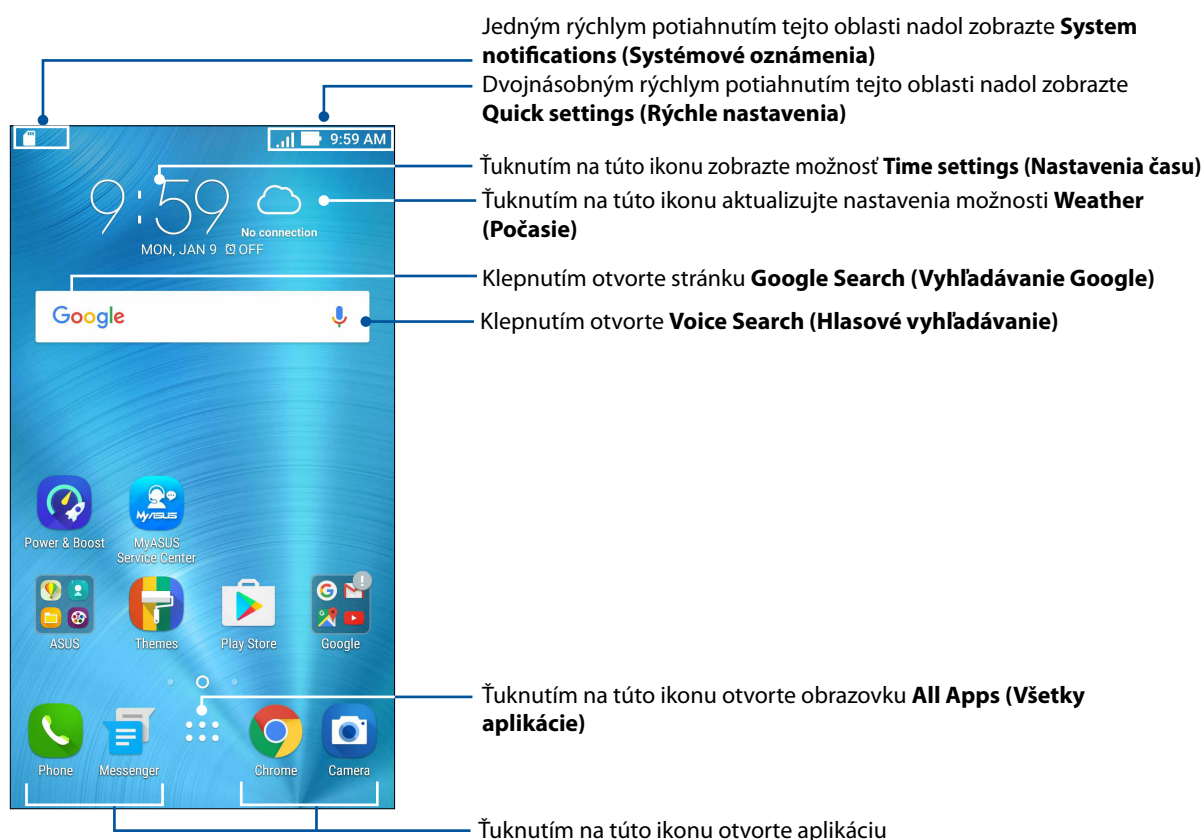 Jedným rýchlym potiahnutím tejto oblasti nadol zobrazte System
notifications (Systémové oznámenia)
Dvojnásobným rýchlym potiahnutím tejto oblasti nadol zobrazte
Quick settings (Rýchle nastavenia)
9:59 AM
Ťuknutím na túto ikonu zobrazte možnosť Time settings (Nastavenia času)
9:59
Ťuknutím na túto ikonu aktualizujte nastavenia možnosti Weather
(Počasie)
No connection
MON, JAN 9 OFF
Klepnutím otvorte stránku Google Search (Vyhľadávanie Google)
Google
Klepnutím otvorte Voice Search (Hlasové vyhľadávanie)
MyASUS
Power & Boost
MyASUS
Service Center
ASUS
Themes
Play Store
Google
Ťuknutím na túto ikonu otvorte obrazovku All Apps (Všetky
aplikácie)
Phone
Messenger
Chrome
Camera
Ťuknutím na túto ikonu otvorte aplikáciu